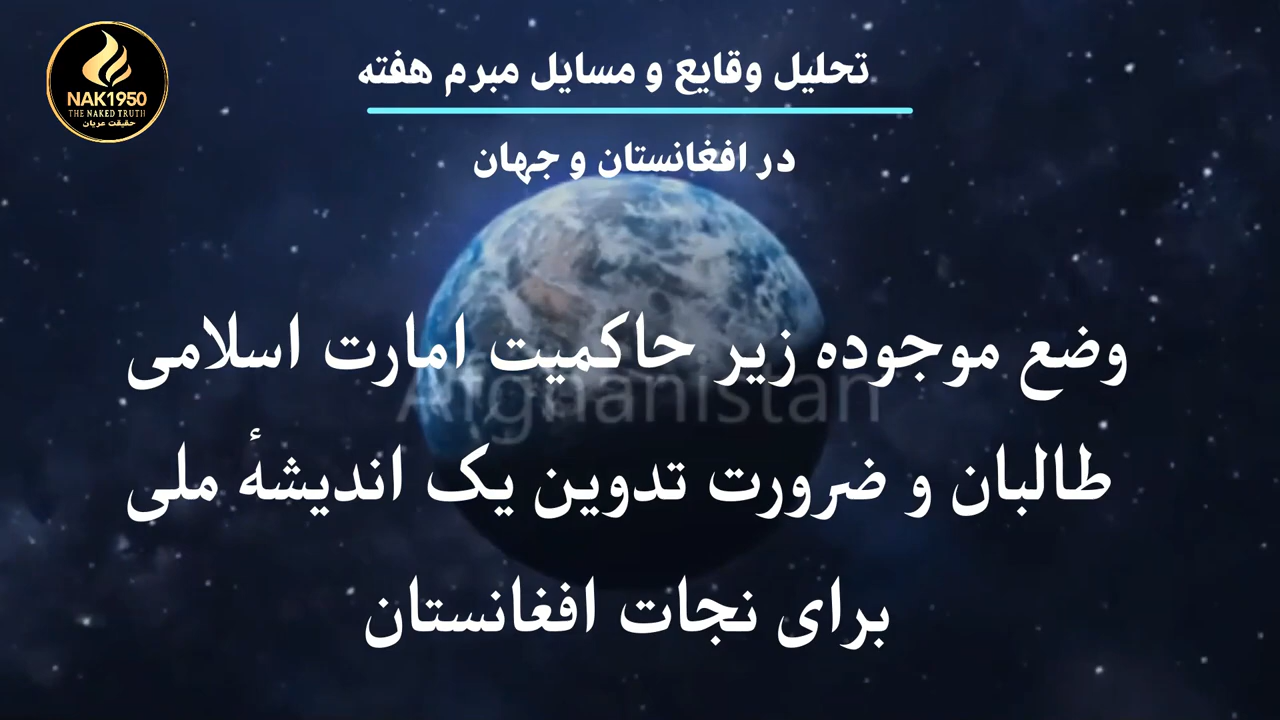 NAK1950
THE NAKED TRUTH
حقیقت عریان
تحلیل وقایع و مسایل مبرم هفته
در افغانستان و جهان
Afghanistan
وضع موجوده زیر حاکمیت امارت اسلامی
طالبان و ضرورت تدوین یک اندیشهٔ ملی
برای نجات افغانستان